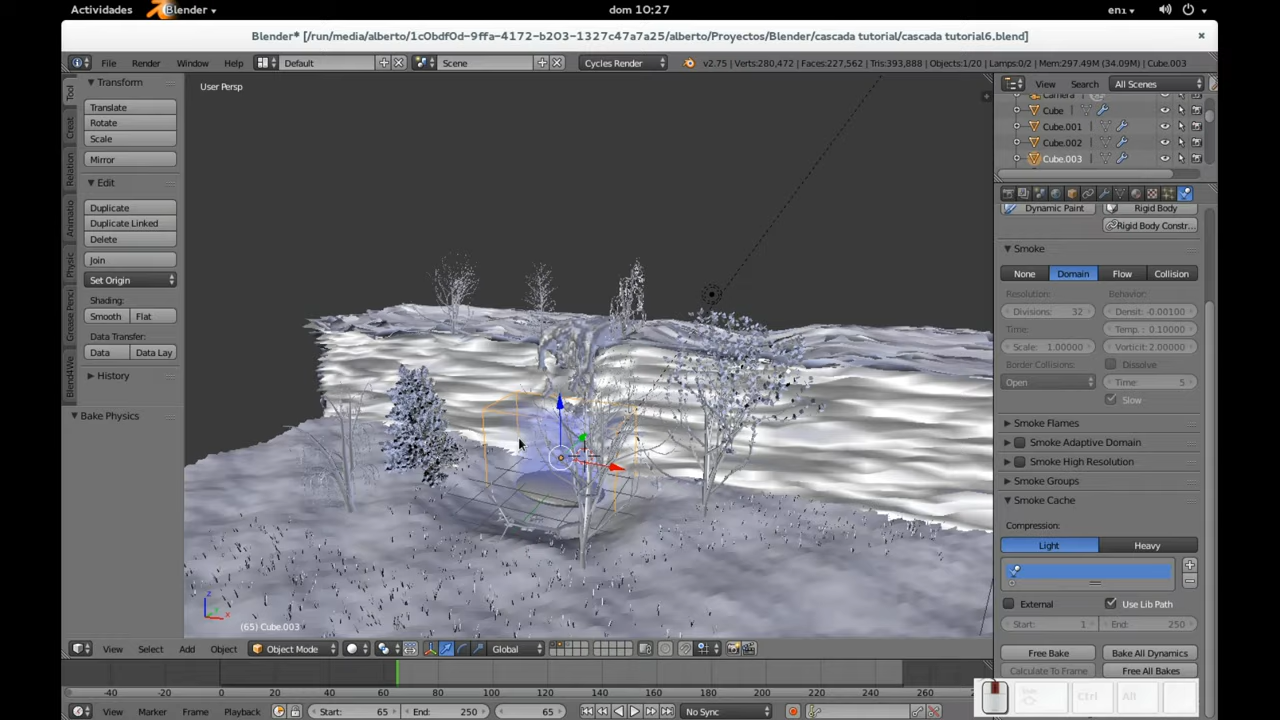 Actividades Blender dom 10:27 en₁
Blender* [/run/media/alberto/1c0bdf0d-9ffa-4172-b203-1327c47a7a25/alberto/Proyectos/Blender/cascada tutorial/cascada tutorial6.blend]
File Render Window Help Default Scene Cycles Render v2.75 | Verts:280,472 | Faces:227,562 | Tris:393,888 | Objects:1/20 | Lamps:0/2 | Mem:297.49M (34.09M) | Cube.003
Transform
User Persp
View Search All Scenes
Tool
Translate
Rotate
Scale
Mirror
Creat
Relation
Animatio
Physic
Grease Penci
Blend4We
Edit
Duplicate
Duplicate Linked
Delete
Join
Set Origin
Shading:
Smooth Flat
Data Transfer:
Data Data Lay
History
Bake Physics
Camera
Cube
Cube.001
Cube.002
Cube.003
Dynamic Paint Rigid Body
Rigid Body Constr...
Smoke
None Domain Flow Collision
Resolution: Behavior:
Divisions: 32 Densit: -0.00100
Time: Temp.: 0.10000
Scale: 1.00000 Vorticit: 2.00000
Border Collisions: Dissolve
Open Time: 5
Slow
Smoke Flames
Smoke Adaptive Domain
Smoke High Resolution
Smoke Groups
Smoke Cache
Compression:
Light Heavy
External Use Lib Path
Start: 1 End: 250
Free Bake Bake All Dynamics
Calculate To Frame Free All Bakes
z
x
(65) Cube.003
View Select Add Object Object Mode Global
-40 -20 0 20 40 60 80 100 120 140 160 180 200 220 240 260
View Marker Frame Playback Start: 65 End: 250 65 No Sync
Ctrl Alt